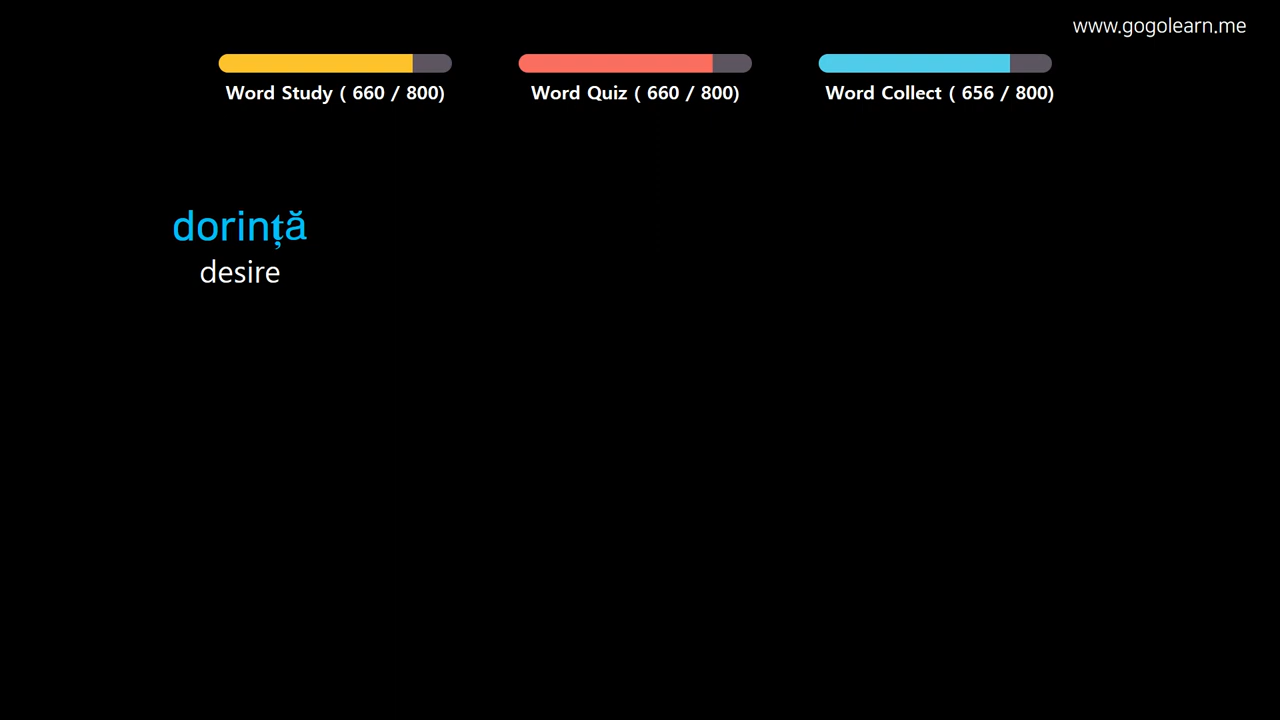 www.gogolearn.me
Word Study ( 660 / 800)
Word Quiz ( 660 / 800)
Word Collect ( 656 / 800)
dorință
desire